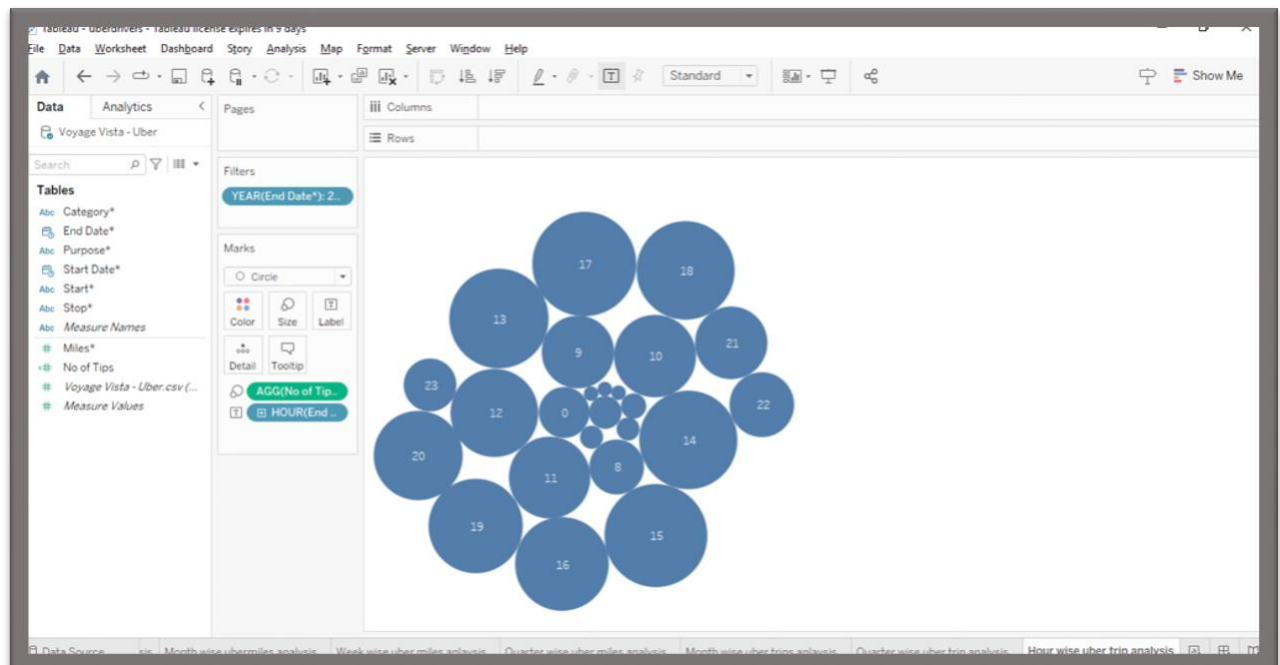 Tableau - uberdrivers - Tableau license expires in 9 days
File Data Worksheet Dashboard Story Analysis Map Format Server Window Help
Standard
Show Me
Data Analytics
Voyage Vista - Uber
Search
Tables
Abc Category*
End Date*
Abc Purpose*
Start Date*
Abc Start*
Abc Stop*
Abc Measure Names
# Miles*
=# No of Tips
# Voyage Vista - Uber.csv (...
# Measure Values
Pages
Filters
YEAR(End Date*): 2..
Marks
Circle
Color Size Label
Detail Tooltip
AGG(No of Tip..
HOUR(End ..
Columns
Rows
17
18
13
9
10
21
23
12
0
22
20
14
11
8
19
15
16
Data Source sis Month wise ubermiles analysis Week wise uber miles anlaysis Quarter wise uber miles analysis Month wise uber trips anlaysis Quarter wise uber trip analysis Hour wise uber trip analysis